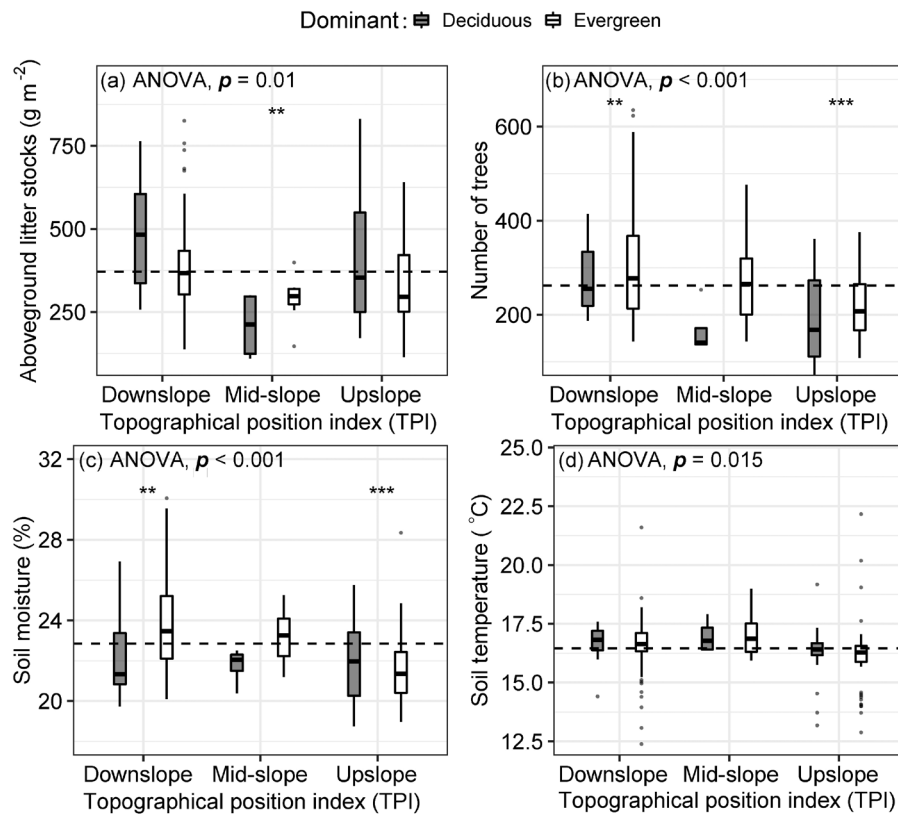 Dominant: Deciduous Evergreen
(a) ANOVA, p = 0.01
**
Aboveground litter stocks (g m⁻²)
750
500
250
Downslope Mid-slope Upslope
Topographical position index (TPI)
(b) ANOVA, p < 0.001
** ***
Number of trees
600
400
200
Downslope Mid-slope Upslope
Topographical position index (TPI)
(c) ANOVA, p < 0.001
** ***
Soil moisture (%)
32
28
24
20
Downslope Mid-slope Upslope
Topographical position index (TPI)
(d) ANOVA, p = 0.015
Soil temperature ( °C)
25.0
22.5
20.0
17.5
15.0
12.5
Downslope Mid-slope Upslope
Topographical position index (TPI)